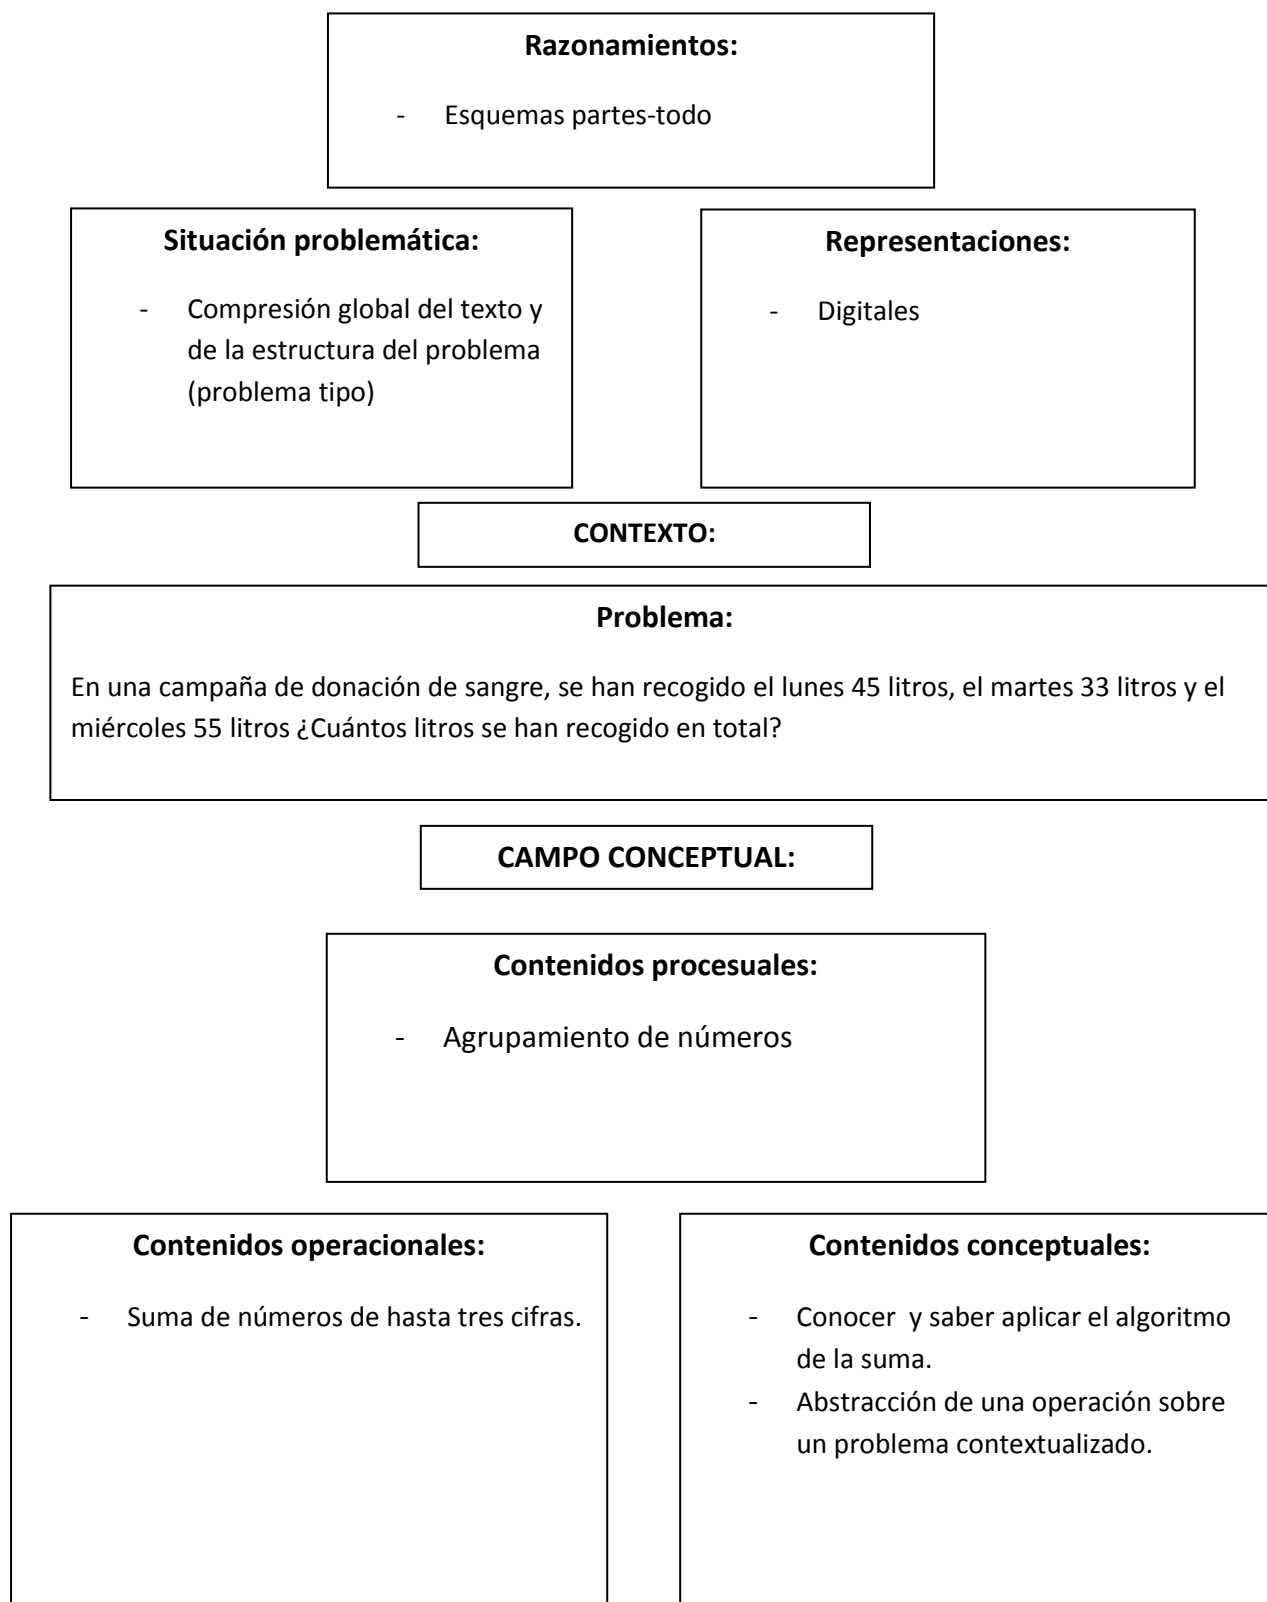 Razonamientos:
- Esquemas partes-todo
Situación problemática:
- Compresión global del texto y
de la estructura del problema
(problema tipo)
Representaciones:
- Digitales
CONTEXTO:
Problema:
En una campaña de donación de sangre, se han recogido el lunes 45 litros, el martes 33 litros y el
miércoles 55 litros ¿Cuántos litros se han recogido en total?
CAMPO CONCEPTUAL:
Contenidos procesuales:
- Agrupamiento de números
Contenidos operacionales:
- Suma de números de hasta tres cifras.
Contenidos conceptuales:
- Conocer y saber aplicar el algoritmo
de la suma.
- Abstracción de una operación sobre
un problema contextualizado.